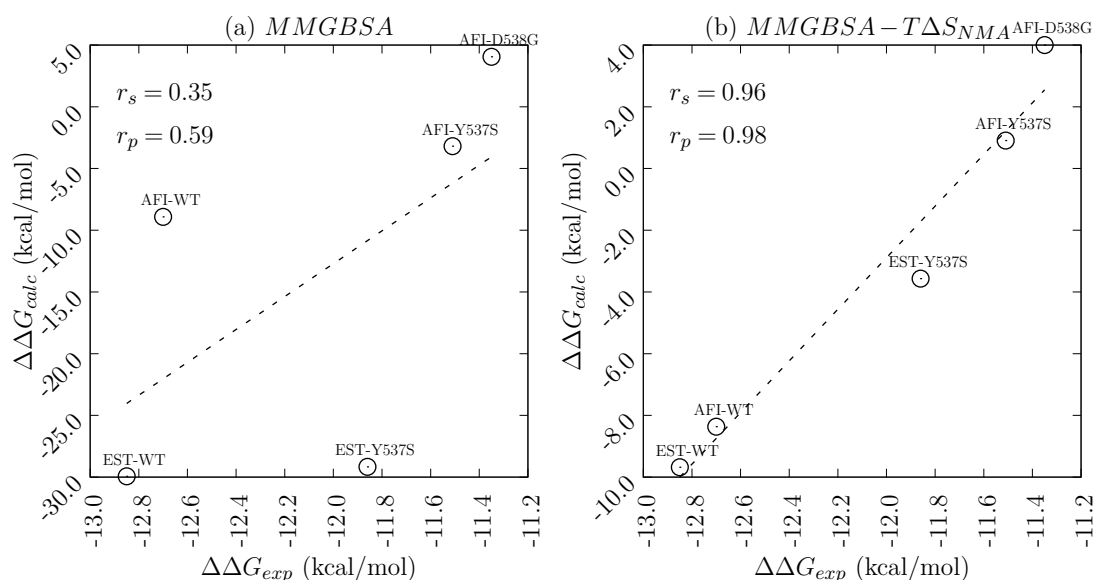 (a) MMGBSA
AFI-D538G
5.0
r_s = 0.35
0.0
r_p = 0.59
AFI-Y537S
-5.0
AFI-WT
-10.0
-15.0
-20.0
-25.0
EST-WT
EST-Y537S
-30.0
ΔΔG_calc (kcal/mol)
-13.0
-12.8
-12.6
-12.4
-12.2
-12.0
-11.8
-11.6
-11.4
-11.2
ΔΔG_exp (kcal/mol)
(b) MMGBSA − TΔS_NMA
AFI-D538G
4.0
r_s = 0.96
2.0
r_p = 0.98
AFI-Y537S
0.0
-2.0
EST-Y537S
-4.0
-6.0
AFI-WT
-8.0
EST-WT
-10.0
ΔΔG_calc (kcal/mol)
-13.0
-12.8
-12.6
-12.4
-12.2
-12.0
-11.8
-11.6
-11.4
-11.2
ΔΔG_exp (kcal/mol)